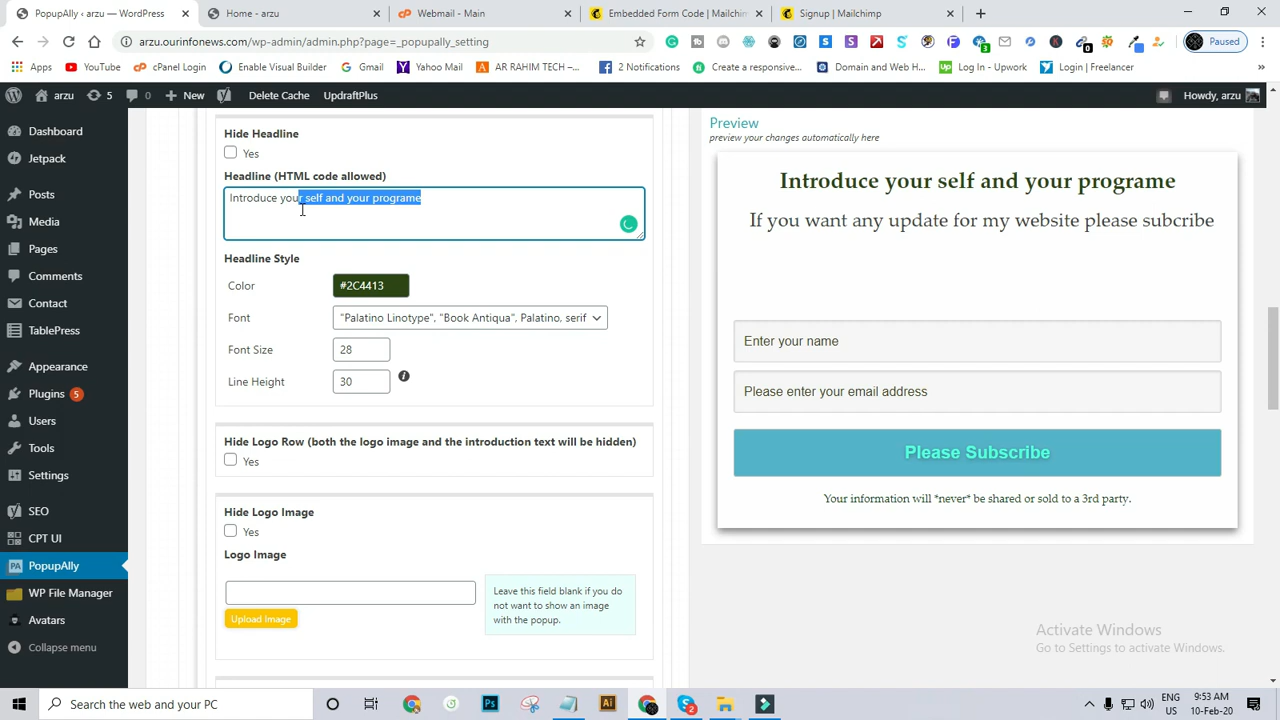 PopupAlly ‹ arzu — WordPress
Home - arzu
Webmail - Main
Embedded Form Code | Mailchimp
Signup | Mailchimp
arzu.ourinfonews.com/wp-admin/admin.php?page=_popupally_setting
Paused
Apps
YouTube
cPanel Login
Enable Visual Builder
Gmail
Yahoo Mail
AR RAHIM TECH –...
2 Notifications
Create a responsive...
Domain and Web H...
Log In - Upwork
Login | Freelancer
arzu
5
0
New
Delete Cache
UpdraftPlus
Howdy, arzu
Dashboard
Jetpack
Posts
Media
Pages
Comments
Contact
TablePress
Appearance
Plugins 5
Users
Tools
Settings
SEO
CPT UI
PopupAlly
WP File Manager
Avatars
Collapse menu
Hide Headline
Yes
Headline (HTML code allowed)
Introduce your self and your programe
Headline Style
Color
#2C4413
Font
"Palatino Linotype", "Book Antiqua", Palatino, serif
Font Size
28
Line Height
30
Hide Logo Row (both the logo image and the introduction text will be hidden)
Yes
Hide Logo Image
Yes
Logo Image
Leave this field blank if you do
not want to show an image
with the popup.
Upload Image
Preview
preview your changes automatically here
Introduce your self and your programe
If you want any update for my website please subcribe
Enter your name
Please enter your email address
Please Subscribe
Your information will *never* be shared or sold to a 3rd party.
Activate Windows
Go to Settings to activate Windows.
Search the web and your PC
ENG
US
9:53 AM
10-Feb-20